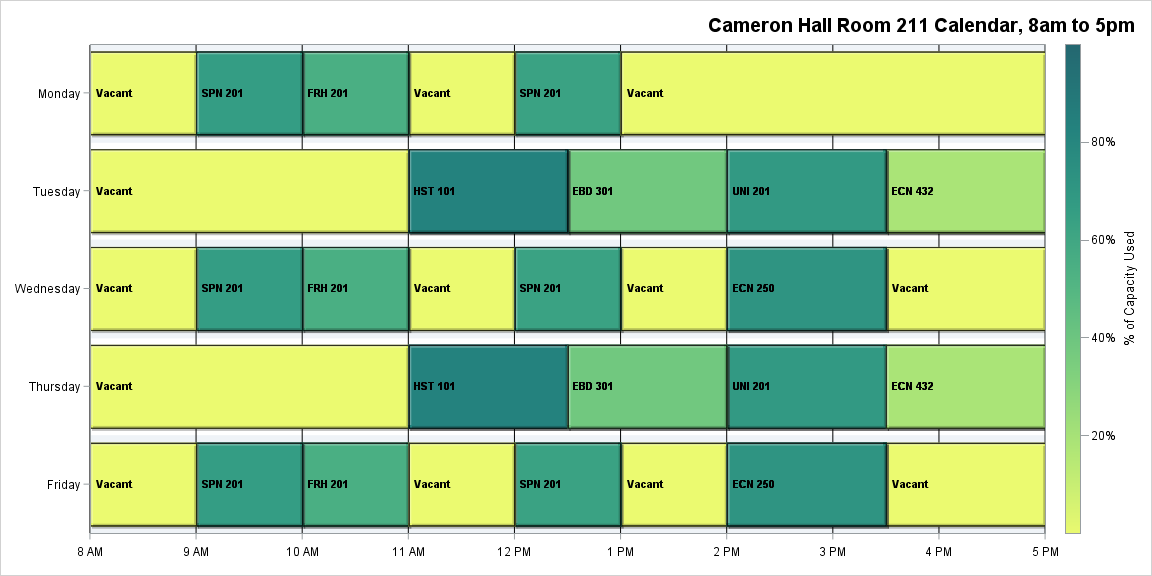 Cameron Hall Room 211 Calendar, 8am to 5pm
Monday Vacant SPN 201 FRH 201 Vacant SPN 201 Vacant
Tuesday Vacant HST 101 EBD 301 UNI 201 ECN 432
Wednesday Vacant SPN 201 FRH 201 Vacant SPN 201 Vacant ECN 250 Vacant
Thursday Vacant HST 101 EBD 301 UNI 201 ECN 432
Friday Vacant SPN 201 FRH 201 Vacant SPN 201 Vacant ECN 250 Vacant
8 AM 9 AM 10 AM 11 AM 12 PM 1 PM 2 PM 3 PM 4 PM 5 PM
80%
60%
40%
20%
% of Capacity Used